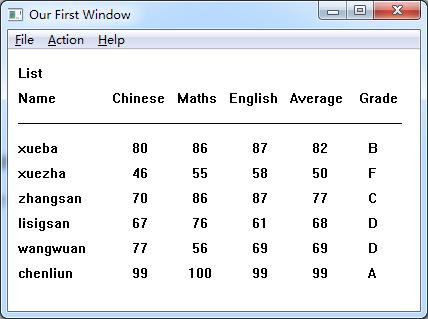 Our First Window
File Action Help
List
Name Chinese Maths English Average Grade
xueba 80 86 87 82 B
xuezha 46 55 58 50 F
zhangsan 70 86 87 77 C
lisigsan 67 76 61 68 D
wangwuan 77 56 69 69 D
chenliun 99 100 99 99 A